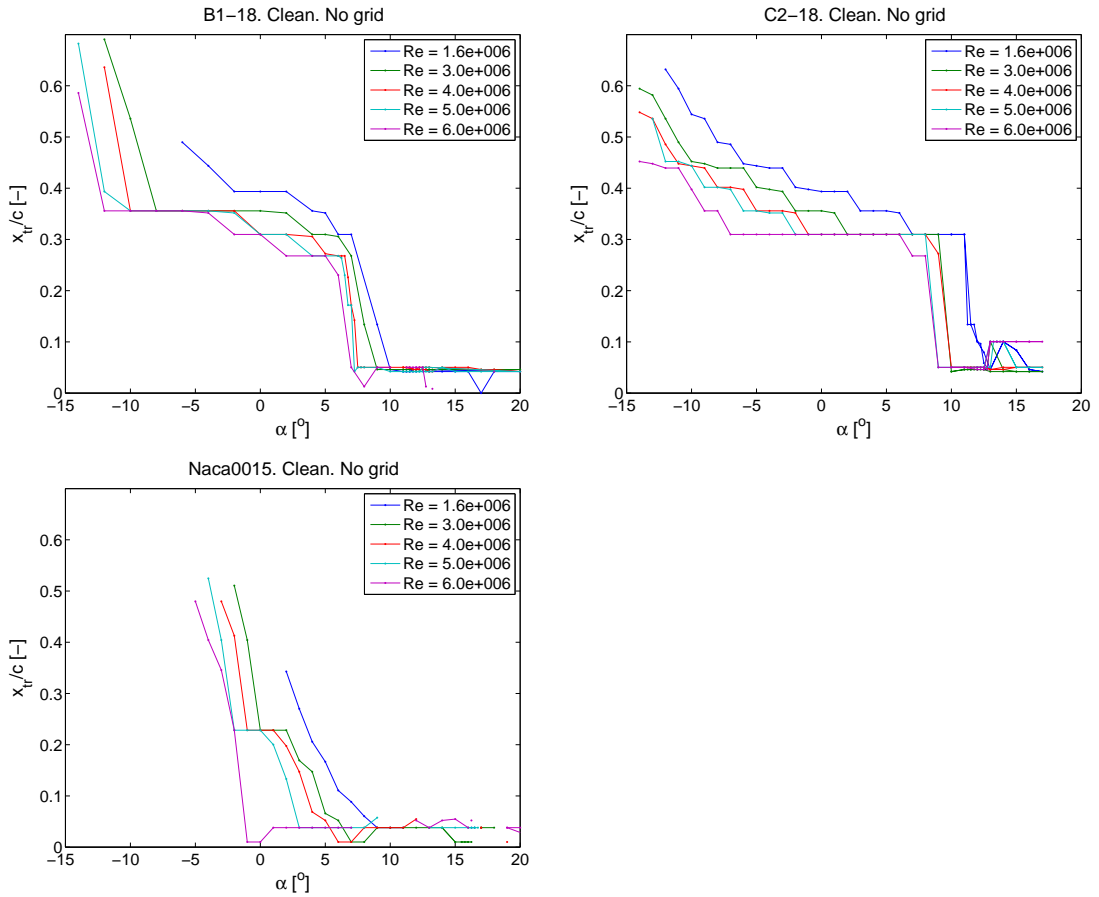 B1−18. Clean. No grid
Re = 1.6e+006
Re = 3.0e+006
Re = 4.0e+006
Re = 5.0e+006
Re = 6.0e+006
0.6
0.5
0.4
0.3
0.2
0.1
0
x_tr/c [−]
−15 −10 −5 0 5 10 15 20
α [°]
C2−18. Clean. No grid
Re = 1.6e+006
Re = 3.0e+006
Re = 4.0e+006
Re = 5.0e+006
Re = 6.0e+006
0.6
0.5
0.4
0.3
0.2
0.1
0
x_tr/c [−]
−15 −10 −5 0 5 10 15 20
α [°]
Naca0015. Clean. No grid
Re = 1.6e+006
Re = 3.0e+006
Re = 4.0e+006
Re = 5.0e+006
Re = 6.0e+006
0.6
0.5
0.4
0.3
0.2
0.1
0
x_tr/c [−]
−15 −10 −5 0 5 10 15 20
α [°]